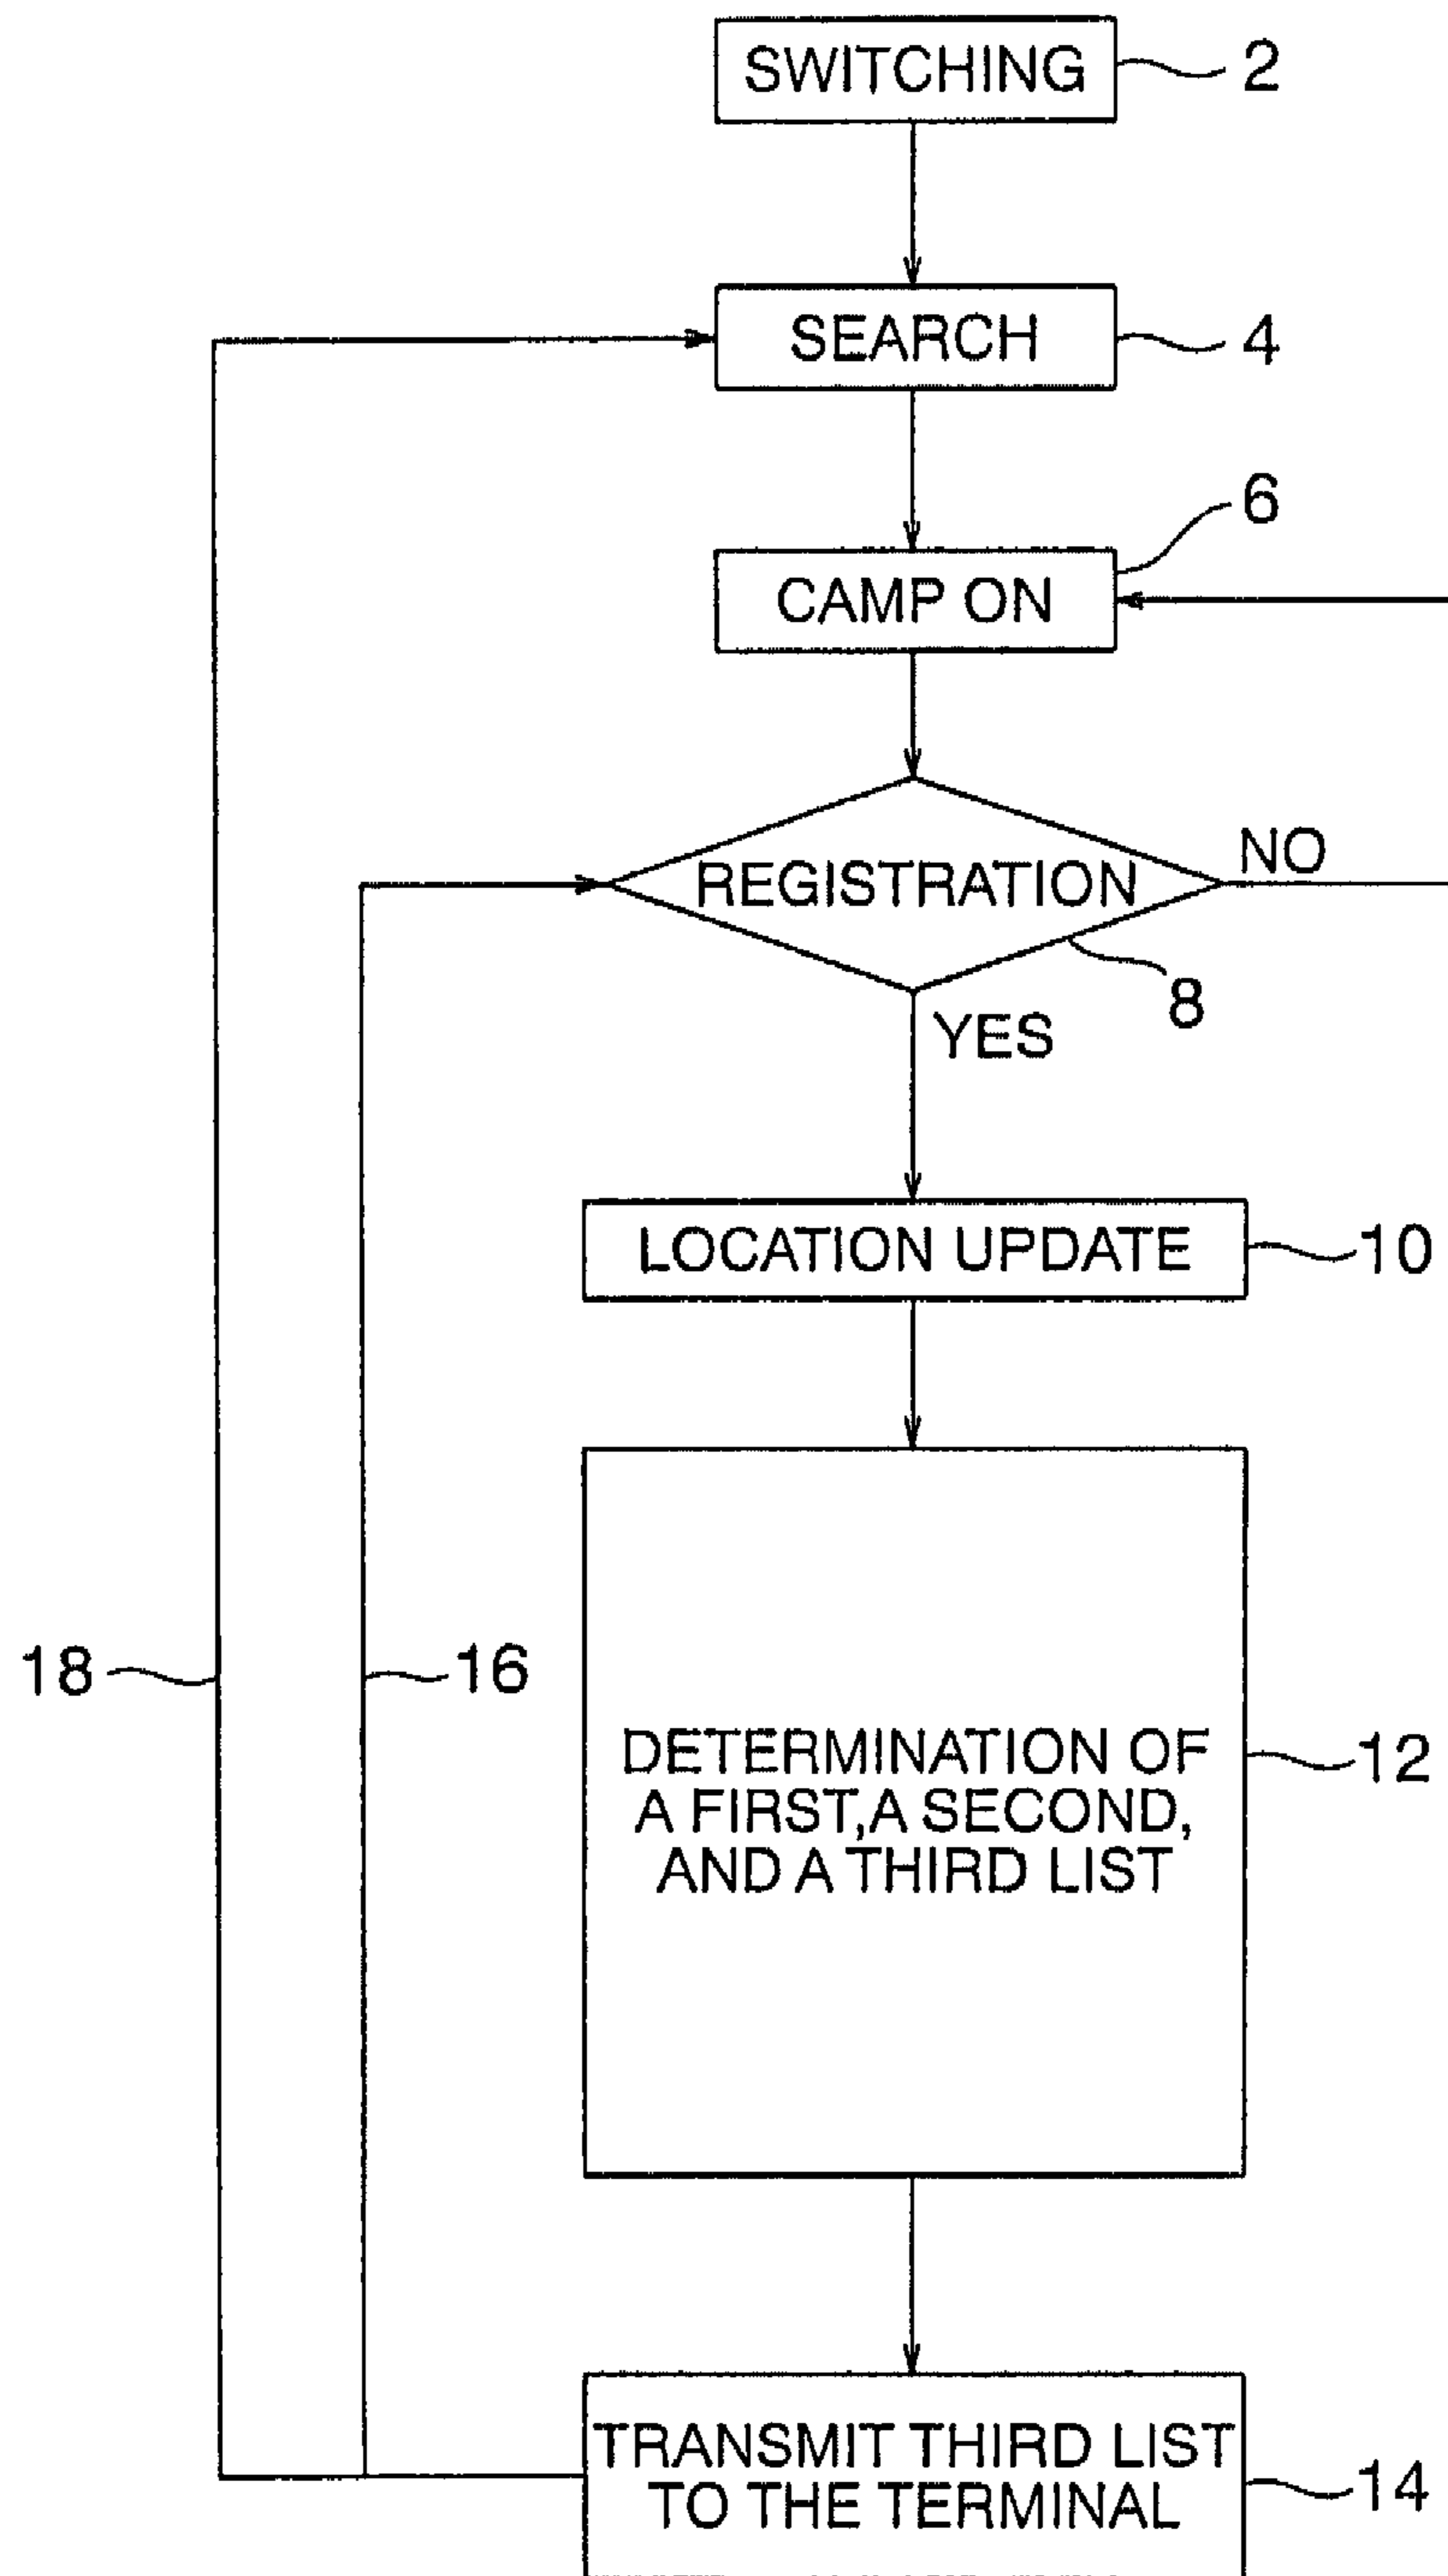 SWITCHING
2
SEARCH
4
6
CAMP ON
REGISTRATION
NO
8
YES
LOCATION UPDATE
10
18
16
DETERMINATION OF
A FIRST, A SECOND,
AND A THIRD LIST
12
TRANSMIT THIRD LIST
TO THE TERMINAL
14